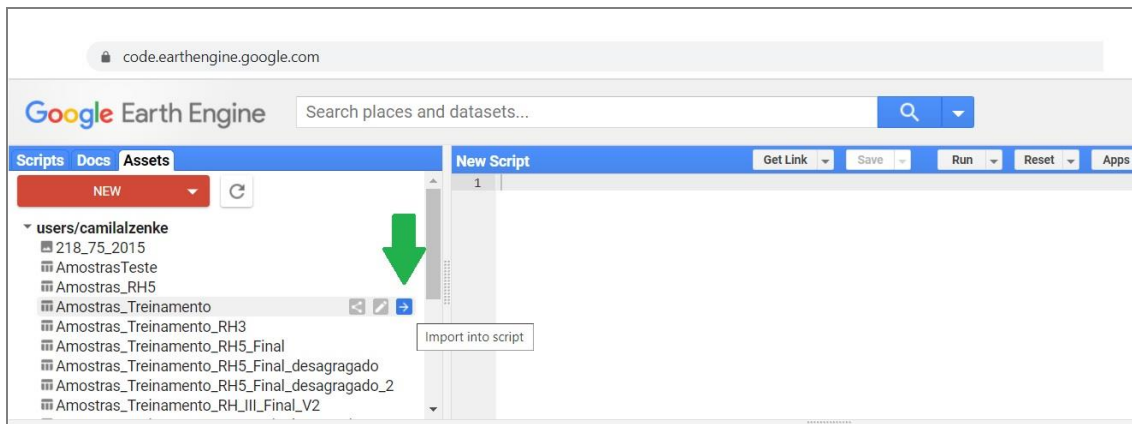 code.earthengine.google.com
Google Earth Engine Search places and datasets...
Scripts Docs Assets New Script Get Link Save Run Reset Apps
NEW
1
users/camilalzenke
218_75_2015
AmostrasTeste
Amostras_RH5
Amostras_Treinamento
Amostras_Treinamento_RH3
Import into script
Amostras_Treinamento_RH5_Final
Amostras_Treinamento_RH5_Final_desagragado
Amostras_Treinamento_RH5_Final_desagragado_2
Amostras_Treinamento_RH_III_Final_V2